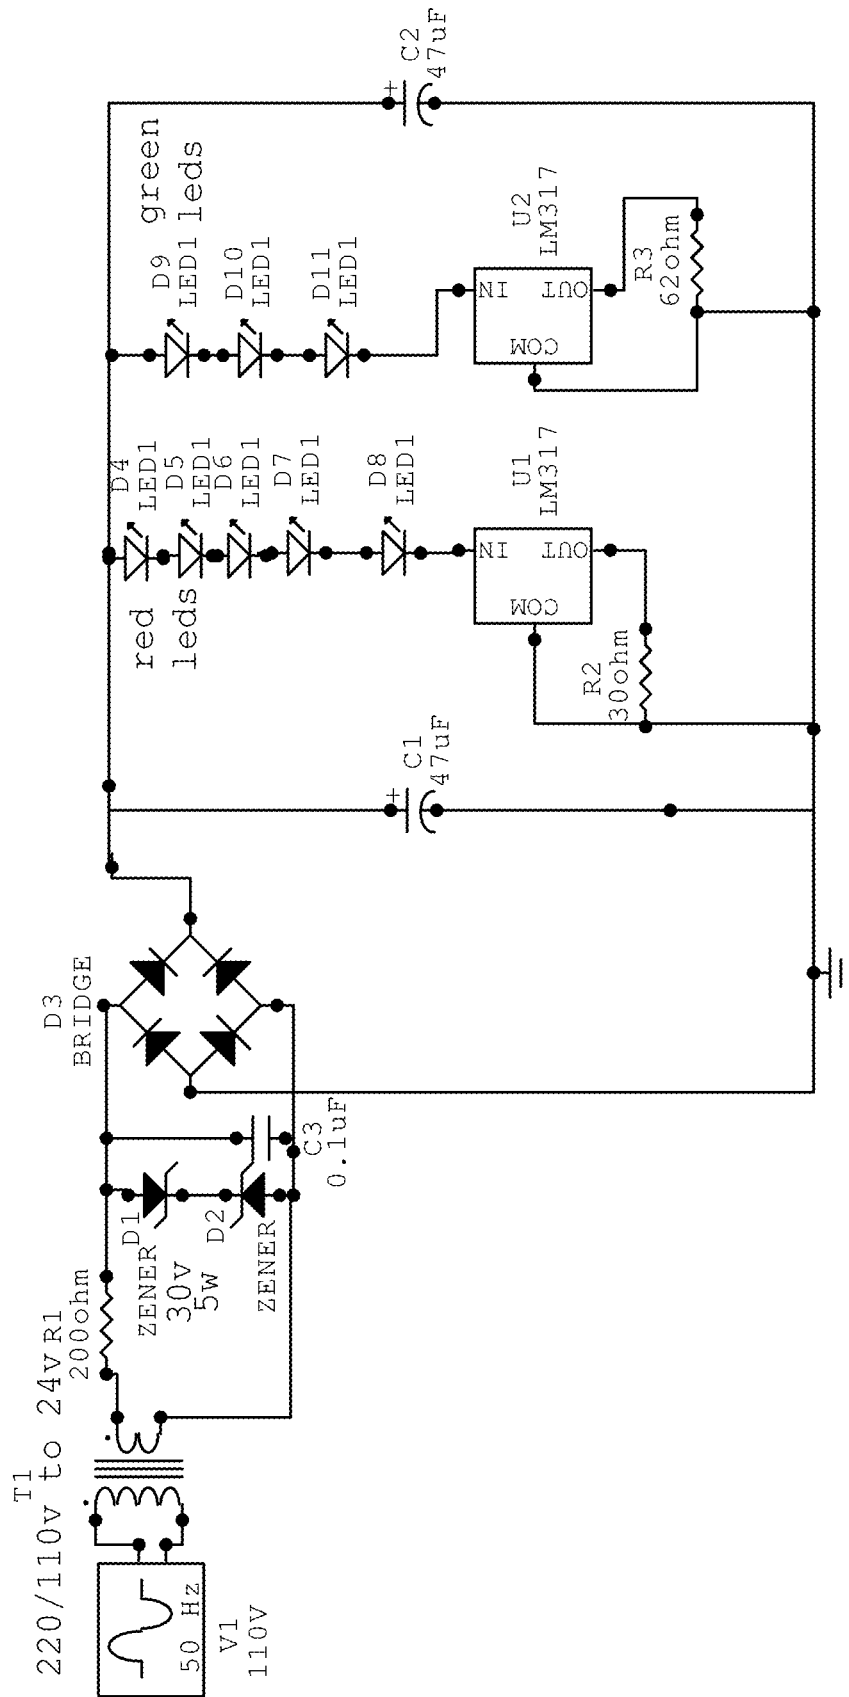 T1
220/110v to 24v
V1
110V
50 Hz
R1
200ohm
D1
ZENER
30v
5w
D2
ZENER
C3
0.1uF
D3
BRIDGE
C1
47uF
+
red
leds
D4
LED1
D5
LED1
D6
LED1
D7
LED1
D8
LED1
U1
LM317
IN
OUT
COM
R2
30ohm
green
leds
D9
LED1
D10
LED1
D11
LED1
U2
LM317
IN
OUT
COM
R3
62ohm
C2
47uF
+